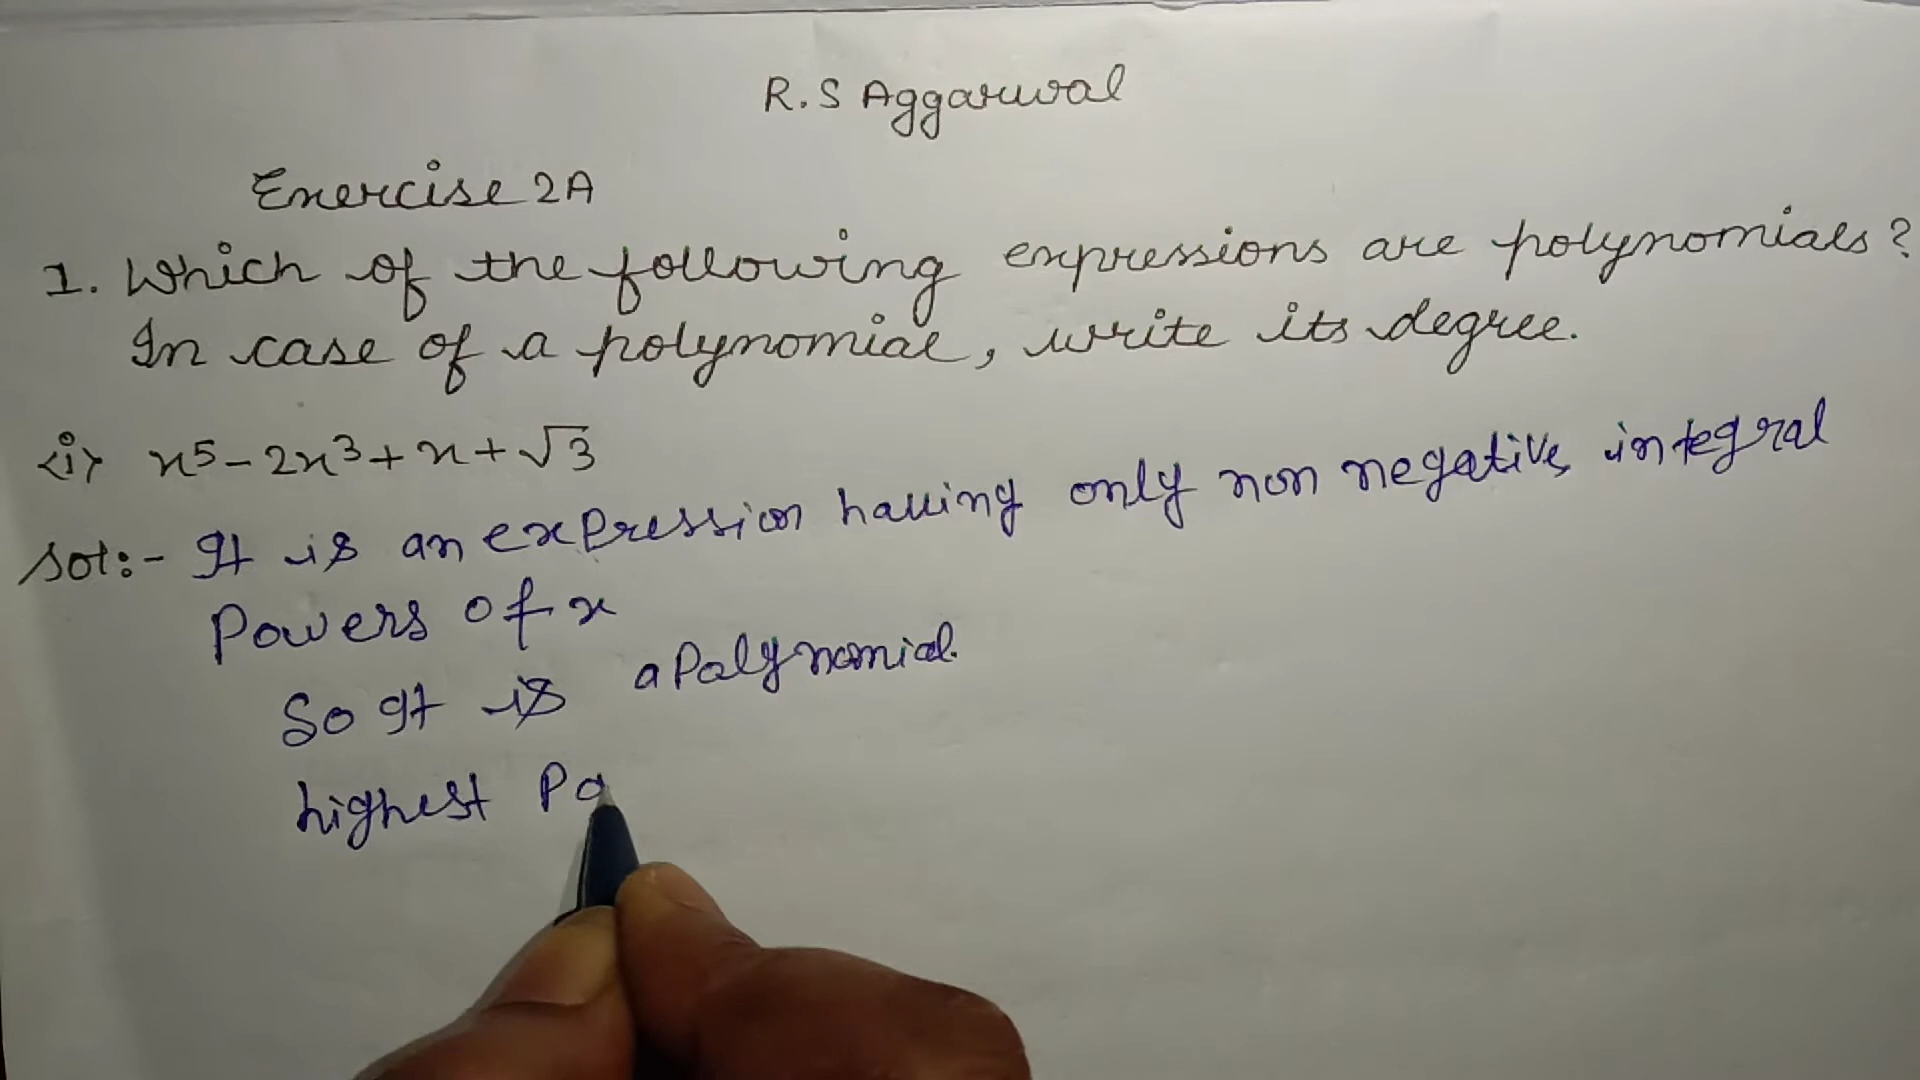 R.S Aggarwal
Exercise 2A
1. Which of the following expressions are polynomials?
In case of a polynomial, write its degree.
(i) x⁵-2x³+x+√3
Sol:- It is an expression having only non negative integral
Powers of x
So It is a Polynomial.
highest Po